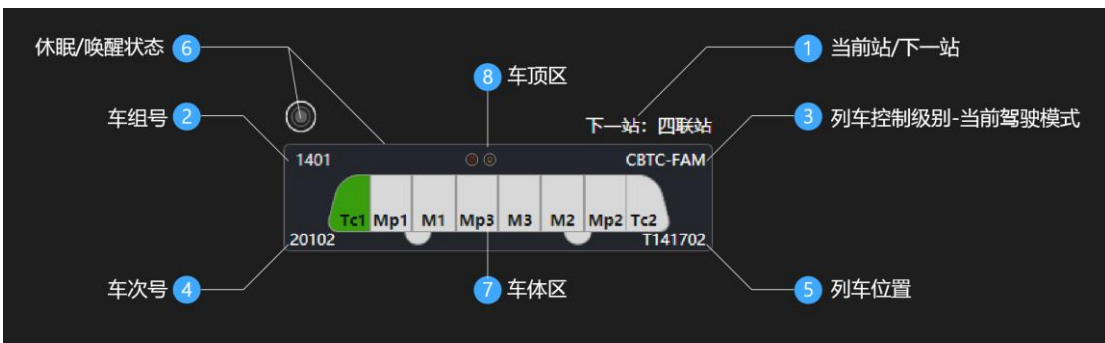 休眠/唤醒状态 6
1 当前站/下一站
8 车顶区
车组号 2
下一站：四联站
3 列车控制级别-当前驾驶模式
1401
CBTC-FAM
Tc1 Mp1 M1 Mp3 M3 M2 Mp2 Tc2
20102
T141702
车次号 4
7 车体区
5 列车位置